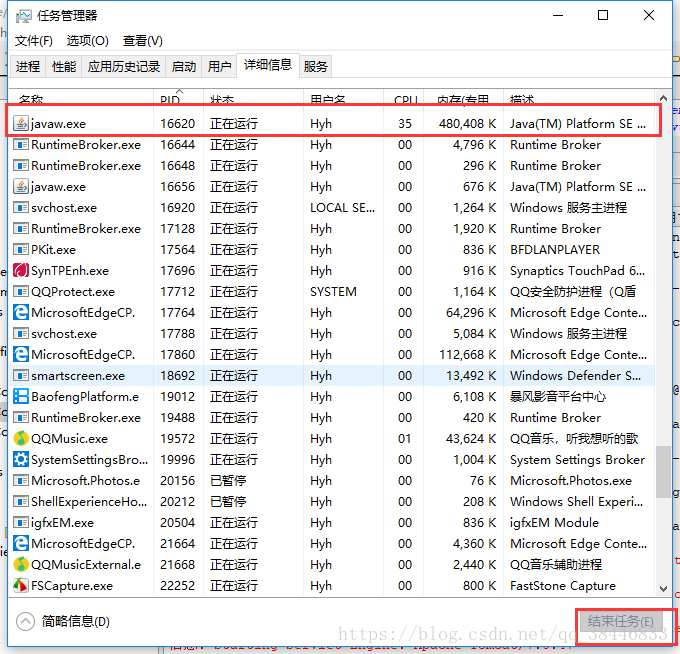 任务管理器
文件(F) 选项(O) 查看(V)
进程 性能 应用历史记录 启动 用户 详细信息 服务
名称 PID 状态 用户名 CPU 内存(专用 描述
javaw.exe 16620 正在运行 Hyh 35 480,408 K Java(TM) Platform SE ...
RuntimeBroker.exe 16644 正在运行 Hyh 00 4,796 K Runtime Broker
RuntimeBroker.exe 16648 正在运行 Hyh 00 296 K Runtime Broker
javaw.exe 16656 正在运行 Hyh 00 676 K Java(TM) Platform SE ...
svchost.exe 16920 正在运行 LOCAL SE... 00 1,264 K Windows 服务主进程
RuntimeBroker.exe 17128 正在运行 Hyh 00 1,920 K Runtime Broker
PKit.exe 17564 正在运行 Hyh 00 836 K BFDLANPLAYER
SynTPEnh.exe 17696 正在运行 Hyh 00 916 K Synaptics TouchPad 6...
QQProtect.exe 17712 正在运行 SYSTEM 00 1,164 K QQ安全防护进程（Q盾
MicrosoftEdgeCP. 17764 正在运行 Hyh 00 64,296 K Microsoft Edge Conte...
svchost.exe 17788 正在运行 Hyh 00 5,084 K Windows 服务主进程
MicrosoftEdgeCP. 17860 正在运行 Hyh 00 112,668 K Microsoft Edge Conte...
smartscreen.exe 18692 正在运行 Hyh 00 13,492 K Windows Defender S...
BaofengPlatform.e 19012 正在运行 Hyh 00 6,108 K 暴风影音平台中心
RuntimeBroker.exe 19488 正在运行 Hyh 00 420 K Runtime Broker
QQMusic.exe 19572 正在运行 Hyh 01 43,624 K QQ音乐，听我想听的歌
SystemSettingsBro... 19996 正在运行 Hyh 00 1,004 K System Settings Broker
Microsoft.Photos.e 20156 已暂停 Hyh 00 76 K Microsoft.Photos.exe
ShellExperienceHo... 20212 已暂停 Hyh 00 208 K Windows Shell Experi...
igfxEM.exe 20504 正在运行 Hyh 00 836 K igfxEM Module
MicrosoftEdgeCP. 21664 正在运行 Hyh 00 4,360 K Microsoft Edge Conte...
QQMusicExternal.e 21668 正在运行 Hyh 00 2,440 K QQ音乐辅助进程
FSCapture.exe 22252 正在运行 Hyh 00 800 K FastStone Capture
简略信息(D) 结束任务(E)
https://blog.csdn.net/qq_38446833